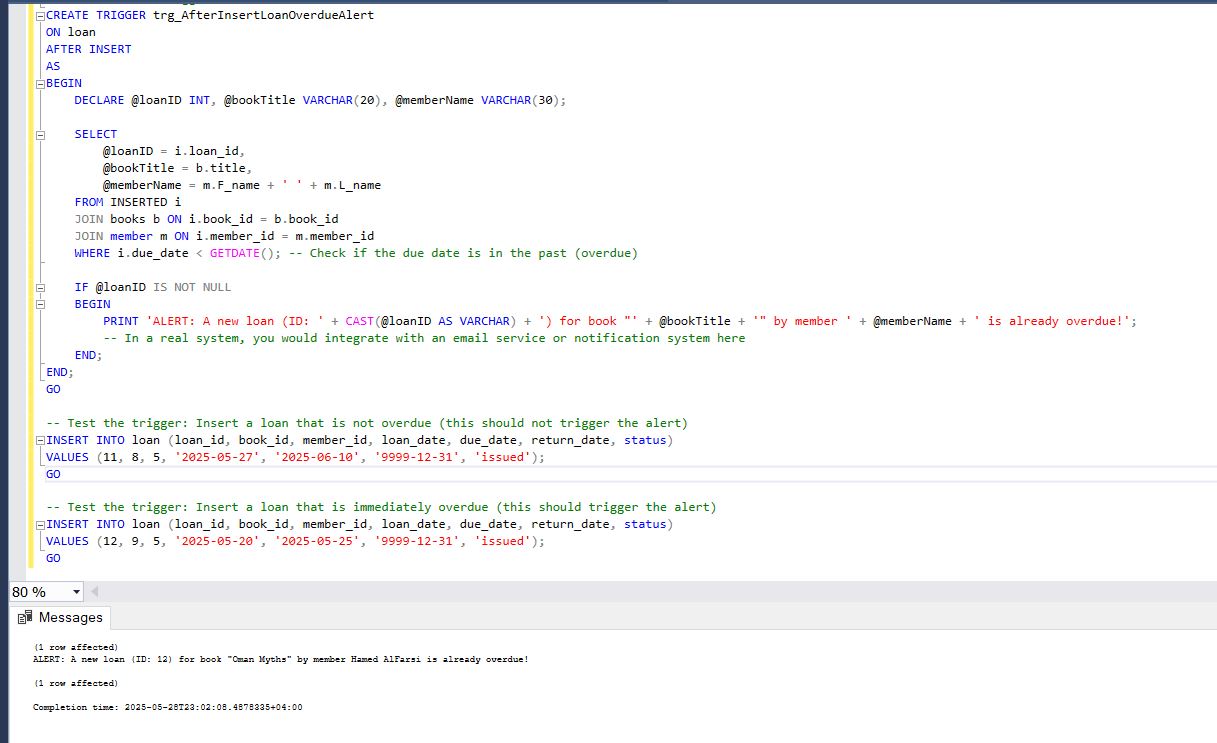 CREATE TRIGGER trg_AfterInsertLoanOverdueAlert
ON loan
AFTER INSERT
AS
BEGIN
    DECLARE @loanID INT, @bookTitle VARCHAR(20), @memberName VARCHAR(30);
    SELECT
        @loanID = i.loan_id,
        @bookTitle = b.title,
        @memberName = m.F_name + ' ' + m.L_name
    FROM INSERTED i
    JOIN books b ON i.book_id = b.book_id
    JOIN member m ON i.member_id = m.member_id
    WHERE i.due_date < GETDATE(); -- Check if the due date is in the past (overdue)
    IF @loanID IS NOT NULL
    BEGIN
        PRINT 'ALERT: A new loan (ID: ' + CAST(@loanID AS VARCHAR) + ') for book "' + @bookTitle + '" by member ' + @memberName + ' is already overdue!';
        -- In a real system, you would integrate with an email service or notification system here
    END;
END;
GO
-- Test the trigger: Insert a loan that is not overdue (this should not trigger the alert)
INSERT INTO loan (loan_id, book_id, member_id, loan_date, due_date, return_date, status)
VALUES (11, 8, 5, '2025-05-27', '2025-06-10', '9999-12-31', 'issued');
GO
-- Test the trigger: Insert a loan that is immediately overdue (this should trigger the alert)
INSERT INTO loan (loan_id, book_id, member_id, loan_date, due_date, return_date, status)
VALUES (12, 9, 5, '2025-05-20', '2025-05-25', '9999-12-31', 'issued');
GO
80 %
Messages
(1 row affected)
ALERT: A new loan (ID: 12) for book "Oman Myths" by member Hamed AlFarsi is already overdue!
(1 row affected)
Completion time: 2025-05-28T23:02:08.4878335+04:00